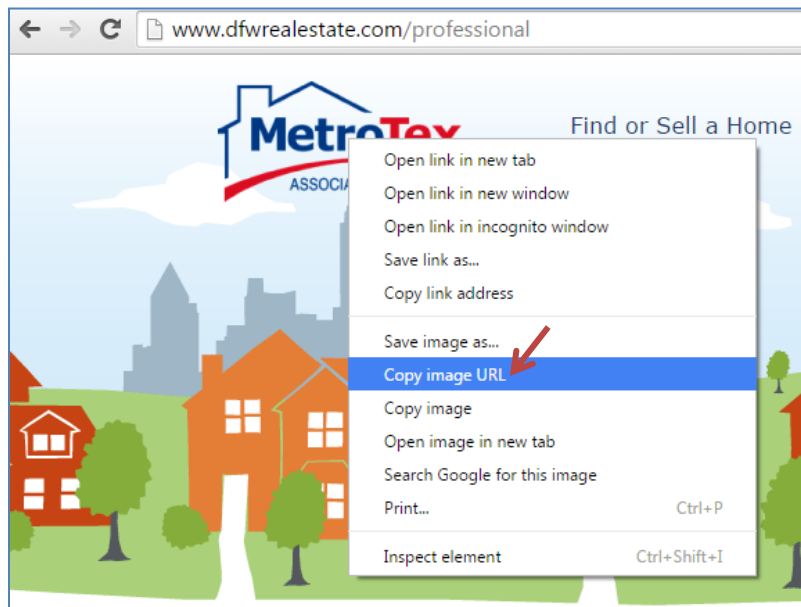 www.dfwrealestate.com/professional
MetroTex
Find or Sell a Home
Open link in new tab
ASSOCI
Open link in new window
Open link in incognito window
Save link as...
Copy link address
Save image as...
Copy image URL
Copy image
Open image in new tab
Search Google for this image
Print... Ctrl+P
Inspect element Ctrl+Shift+I